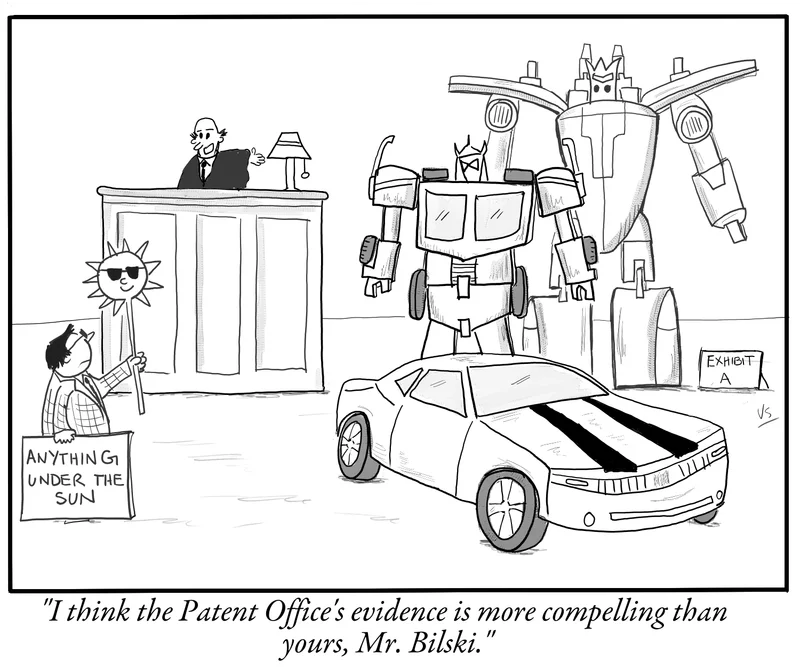 ANYTHING
UNDER THE
SUN
EXHIBIT
A
VS
"I think the Patent Office's evidence is more compelling than
yours, Mr. Bilski."